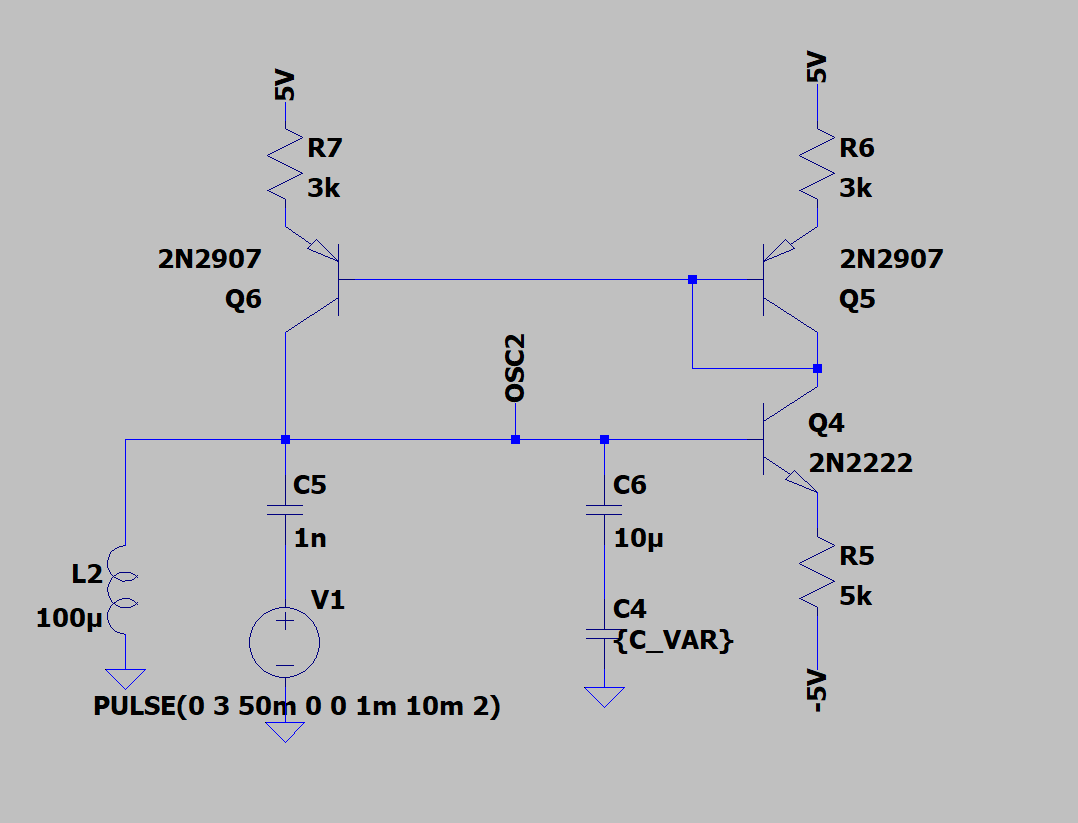 5V
5V
R7
3k
R6
3k
2N2907
Q6
2N2907
Q5
OSC2
Q4
2N2222
C5
1n
C6
10µ
L2
100µ
V1
C4
{C_VAR}
R5
5k
PULSE(0 3 50m 0 0 1m 10m 2)
-5V